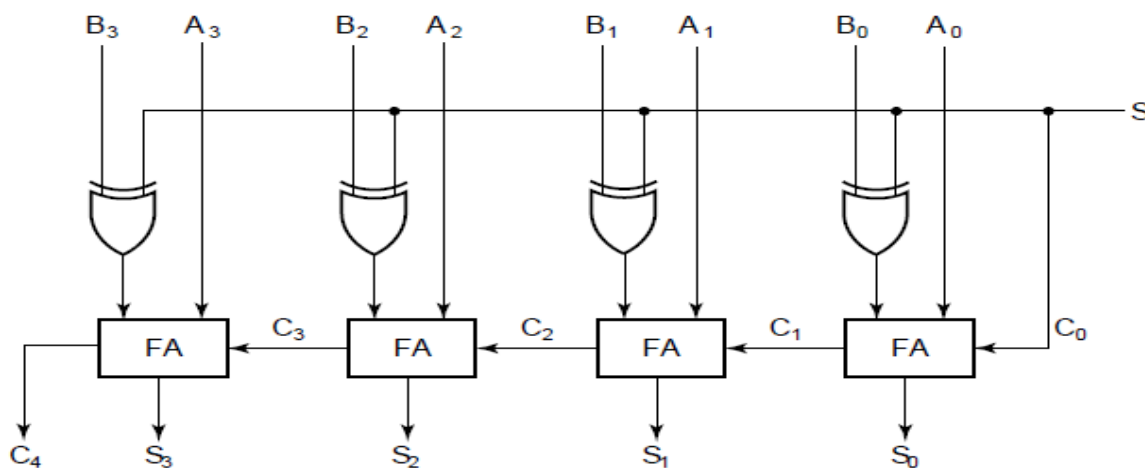 B₃ A₃ B₂ A₂ B₁ A₁ B₀ A₀
S
FA C₃ FA C₂ FA C₁ FA C₀
C₄ S₃ S₂ S₁ S₀